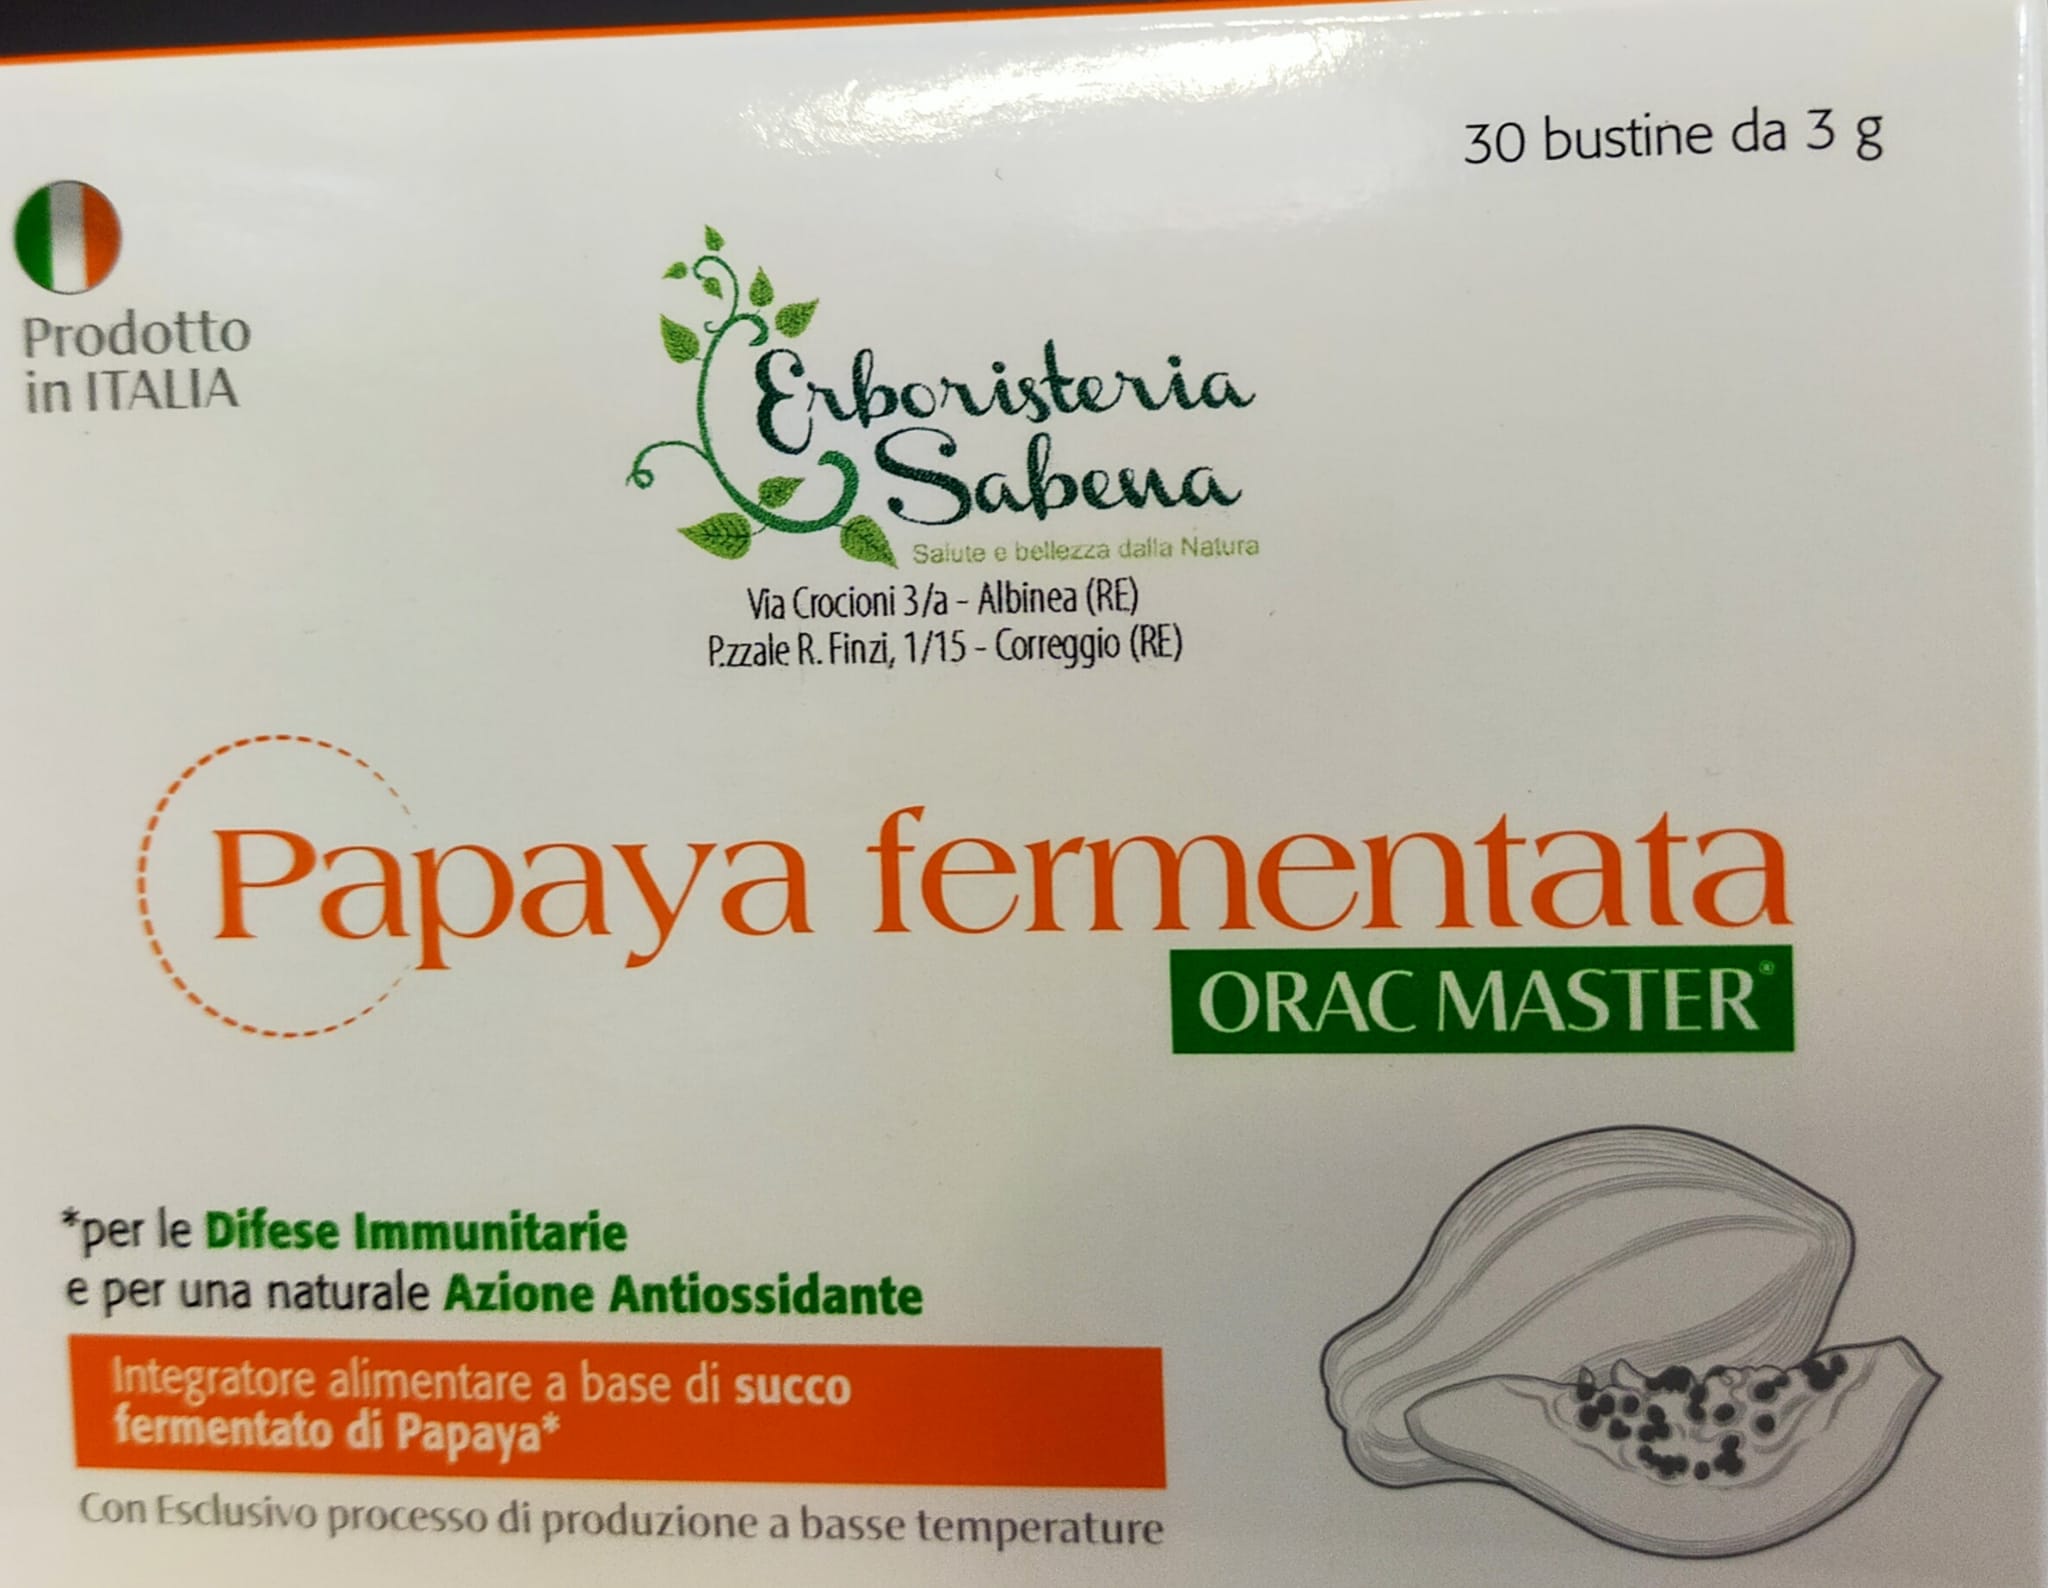 30 bustine da 3 g
Prodotto
in ITALIA
Erboristeria
Sabena
Salute e bellezza dalla Natura
Via Crocioni 3/a - Albinea (RE)
P.zzale R. Finzi, 1/15 - Correggio (RE)
Papaya fermentata
ORAC MASTER®
*per le Difese Immunitarie
e per una naturale Azione Antiossidante
Integratore alimentare a base di succo
fermentato di Papaya*
Con Esclusivo processo di produzione a basse temperature